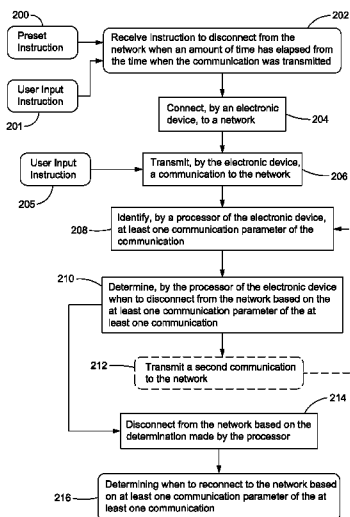 200
Preset
Instruction
202
Receive instruction to disconnect from the
network when an amount of time has elapsed from
the time when the communication was transmitted
User Input
Instruction
201
Connect, by an electronic
device, to a network
204
User Input
Instruction
205
Transmit, by the electronic device,
a communication to the network
206
208
Identify, by a processor of the electronic device,
at least one communication parameter of the
communication
210
Determine, by the processor of the electronic device
when to disconnect from the network based on the
at least one communication parameter of the at
least one communication
212
Transmit a second communication
to the network
214
Disconnect from the network based on the
determination made by the processor
216
Determining when to reconnect to the network based
on at least one communication parameter of the at
least one communication